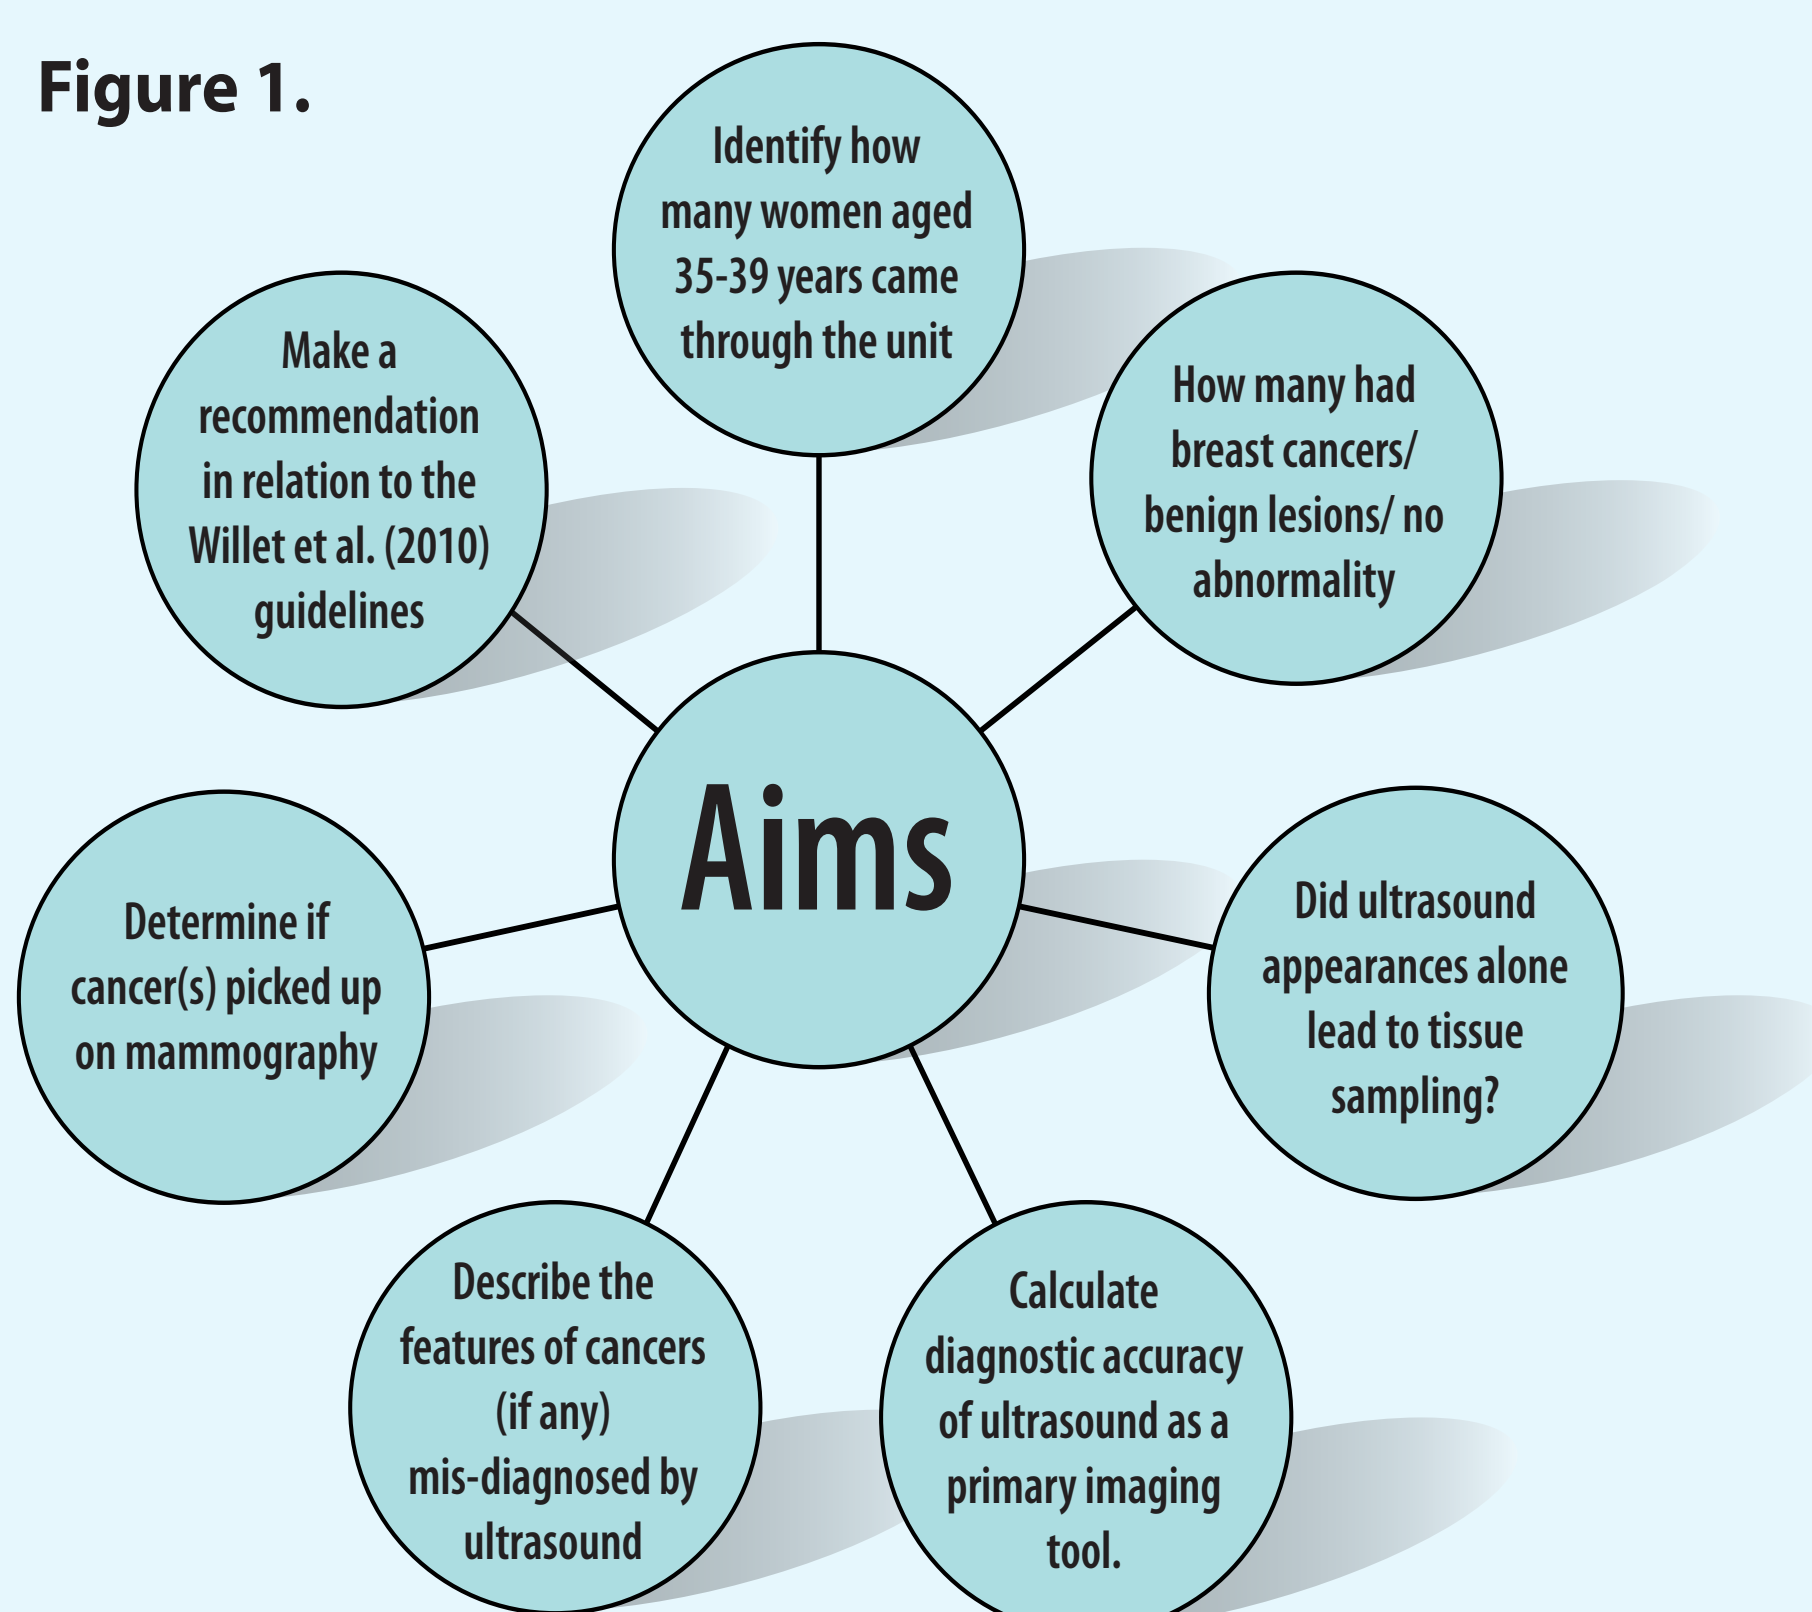 Figure 1.
Identify how
many women aged
35-39 years came
through the unit
How many had
breast cancers/
benign lesions/ no
abnormality
Did ultrasound
appearances alone
lead to tissue
sampling?
Calculate
diagnostic accuracy
of ultrasound as a
primary imaging
tool.
Describe the
features of cancers
(if any)
mis-diagnosed by
ultrasound
Determine if
cancer(s) picked up
on mammography
Make a
recommendation
in relation to the
Willet et al. (2010)
guidelines
Aims